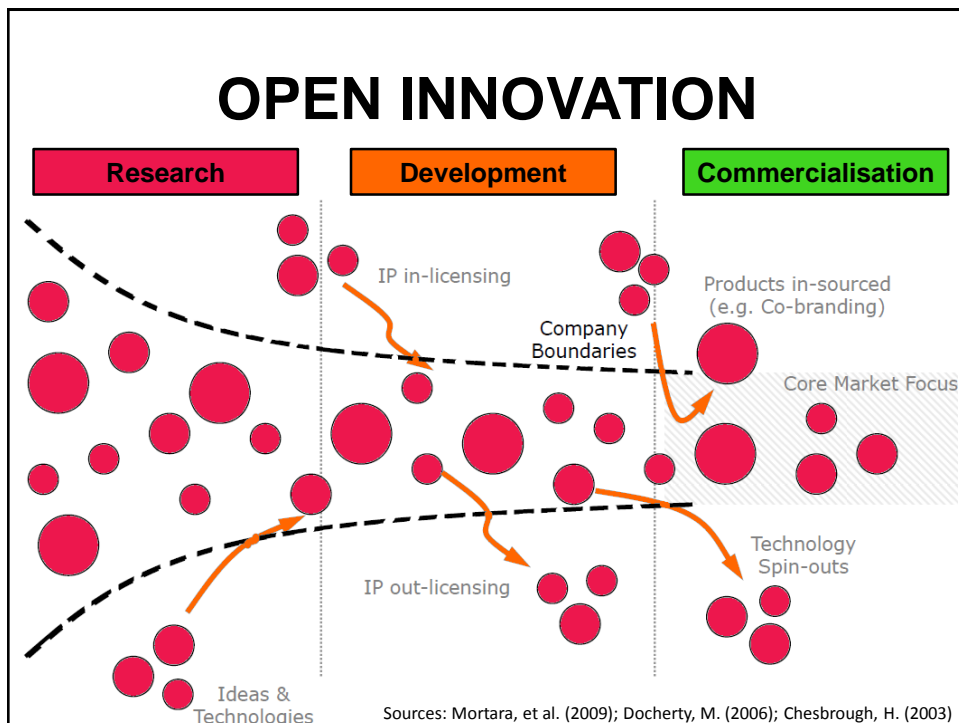 OPEN INNOVATION
Research
Development
Commercialisation
IP in-licensing
Products in-sourced
(e.g. Co-branding)
Company
Boundaries
Core Market Focus
Technology
Spin-outs
IP out-licensing
Ideas &
Technologies
Sources: Mortara, et al. (2009); Docherty, M. (2006); Chesbrough, H. (2003)